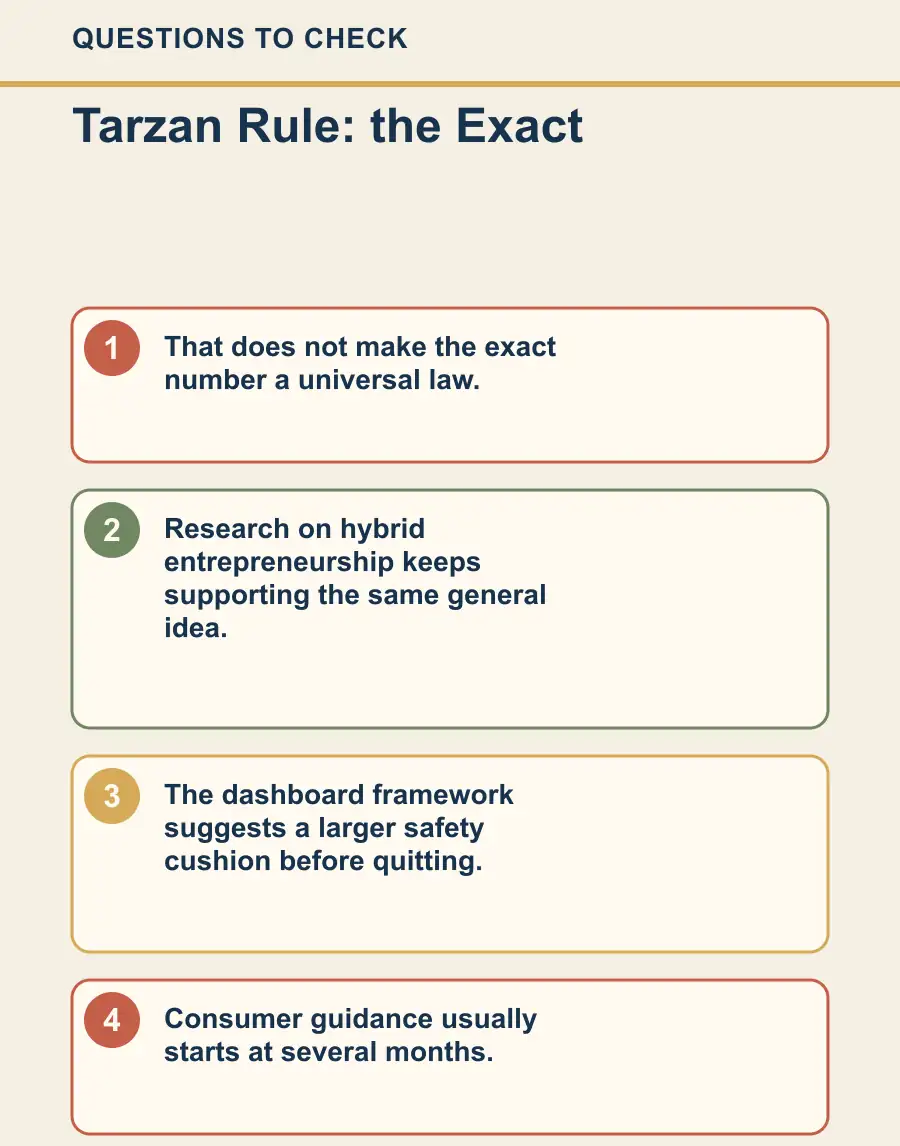 QUESTIONS TO CHECK
Tarzan Rule: the Exact
1
That does not make the exact
number a universal law.
2
Research on hybrid
entrepreneurship keeps
supporting the same general
idea.
3
The dashboard framework
suggests a larger safety
cushion before quitting.
4
Consumer guidance usually
starts at several months.